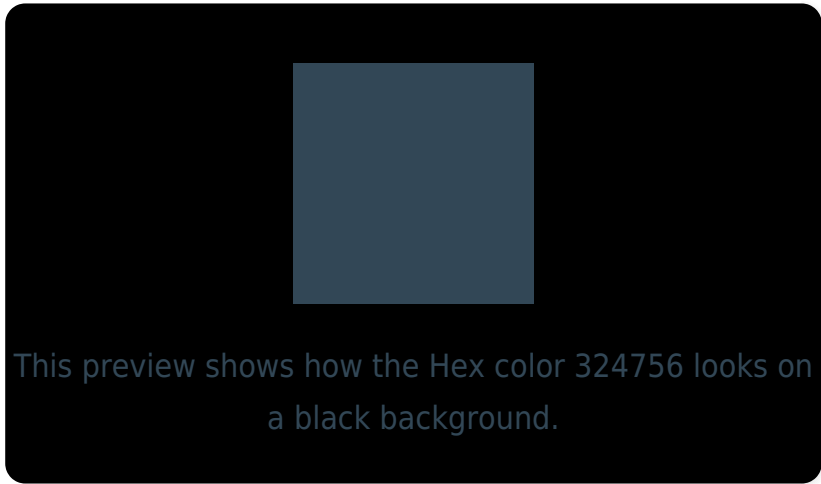 This preview shows how the Hex color 324756 looks on
a black background.